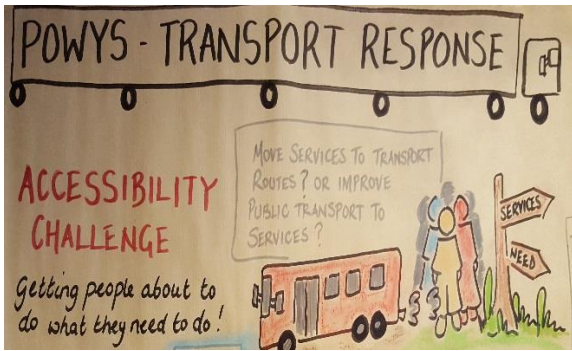 POWYS - TRANSPORT RESPONSE
MOVE SERVICES TO TRANSPORT
ROUTES? OR IMPROVE
PUBLIC TRANSPORT TO
SERVICES?
ACCESSIBILITY
CHALLENGE
Getting people about to
do what they need to do!
SERVICES
NEED